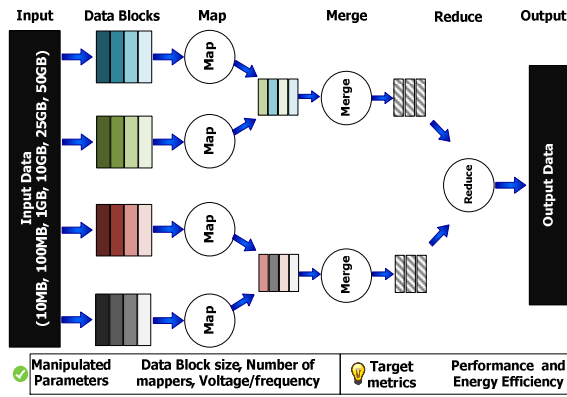 Input
Data Blocks
Map
Merge
Reduce
Output
Input Data
(10MB, 100MB, 1GB, 10GB, 25GB, 50GB)
Map
Map
Map
Map
Merge
Merge
Reduce
Output Data
Manipulated
Parameters
Data Block size, Number of
mappers, Voltage/frequency
Target
metrics
Performance and
Energy Efficiency